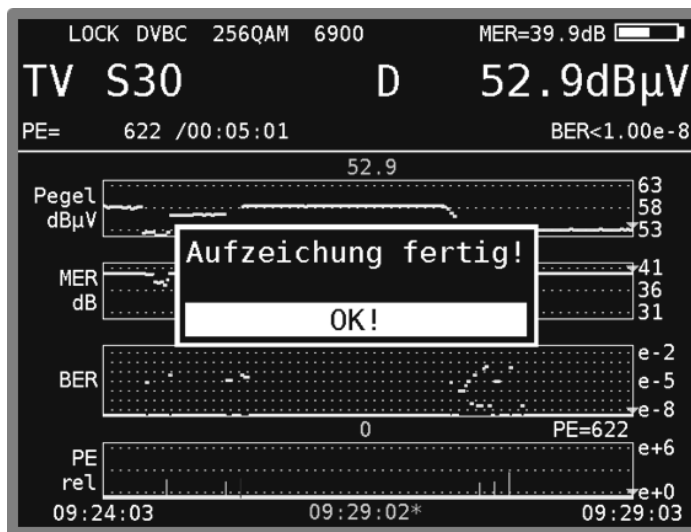 LOCK DVBC 256QAM 6900 MER=39.9dB
TV S30 D 52.9dBµV
PE= 622 /00:05:01 BER<1.00e-8
52.9
Pegel
dBµV
63
58
53
Aufzeichung fertig!
OK!
MER
dB
41
36
31
BER
e-2
e-5
e-8
0 PE=622
PE
rel
e+6
e+0
09:24:03 09:29:02* 09:29:03